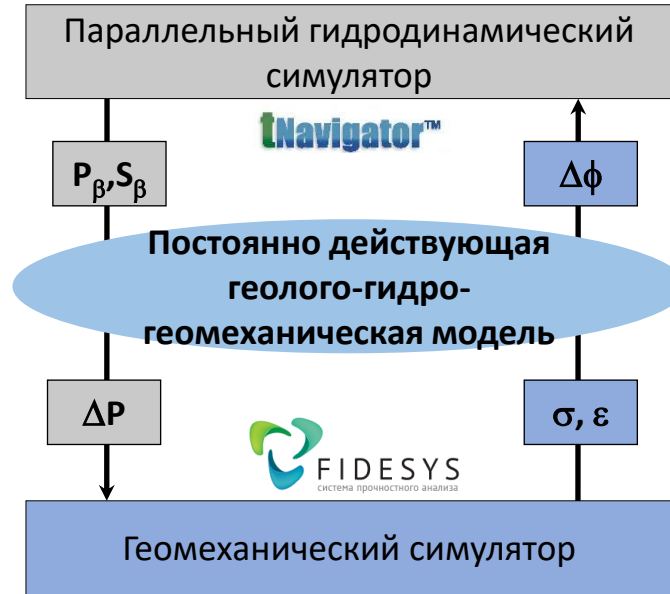 Параллельный гидродинамический
симулятор
tNavigator™
Pβ,Sβ
Δϕ
Постоянно действующая
геолого-гидро-
геомеханическая модель
ΔP
σ, ε
FIDESYS
система прочностного анализа
Геомеханический симулятор